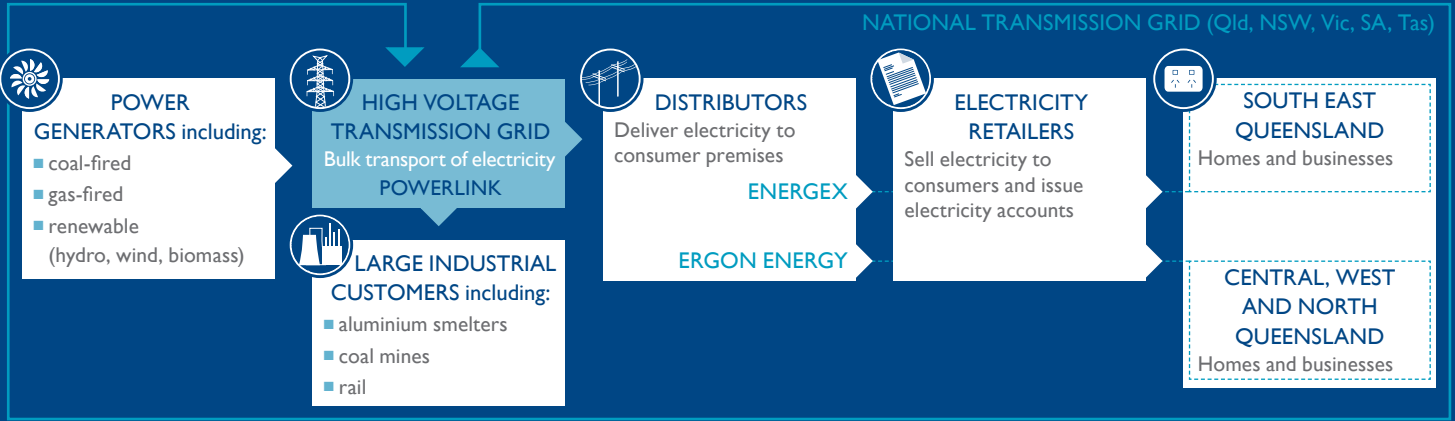 NATIONAL TRANSMISSION GRID (Qld, NSW, Vic, SA, Tas)
POWER
GENERATORS including:
coal-fired
gas-fired
renewable
(hydro, wind, biomass)
HIGH VOLTAGE
TRANSMISSION GRID
Bulk transport of electricity
POWERLINK
LARGE INDUSTRIAL
CUSTOMERS including:
aluminium smelters
coal mines
rail
DISTRIBUTORS
Deliver electricity to
consumer premises
ENERGEX
ERGON ENERGY
ELECTRICITY
RETAILERS
Sell electricity to
consumers and issue
electricity accounts
SOUTH EAST
QUEENSLAND
Homes and businesses
CENTRAL, WEST
AND NORTH
QUEENSLAND
Homes and businesses